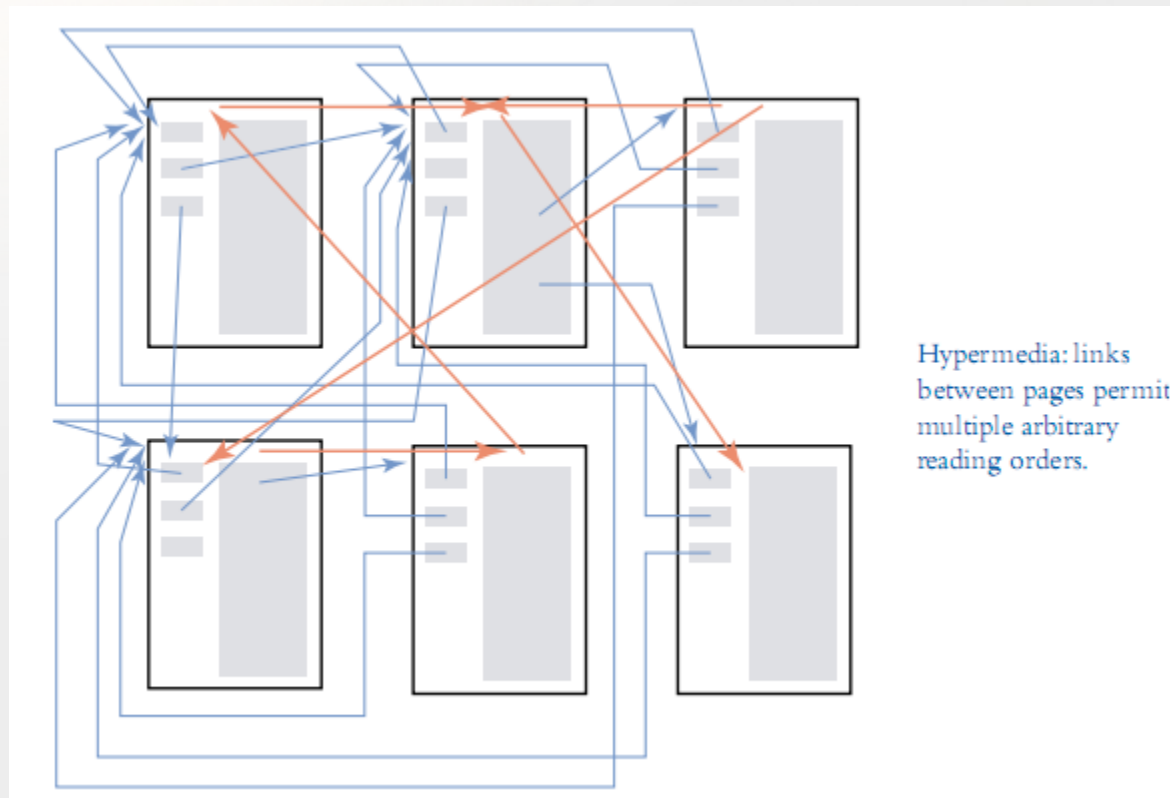 Hypermedia: links
between pages permit
multiple arbitrary
reading orders.